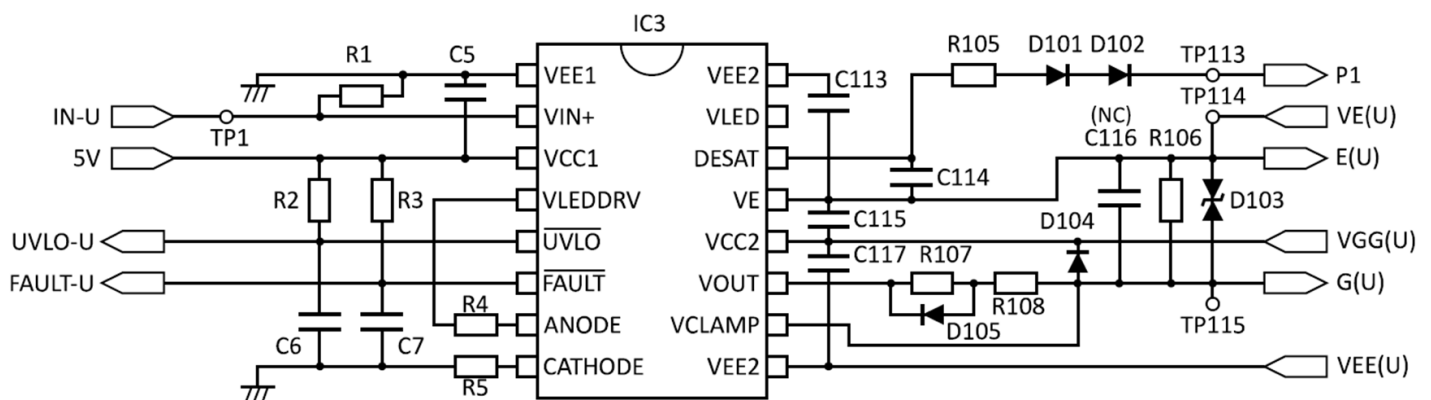 IC3
R1
C5
R105
D101
D102
TP113
VEE1
VEE2
C113
P1
TP114
IN-U
TP1
VIN+
VLED
(NC)
C116
R106
VE(U)
5V
VCC1
DESAT
E(U)
C114
R2
R3
VLEDDRV
VE
C115
D104
D103
UVLO-U
UVLO
VCC2
C117
R107
VGG(U)
FAULT-U
FAULT
VOUT
R108
G(U)
R4
C6
C7
ANODE
VCLAMP
D105
TP115
CATHODE
VEE2
VEE(U)
R5